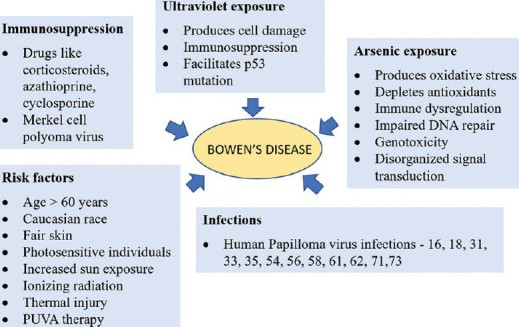 Immunosuppression
• Drugs like
corticosteroids,
azathioprine,
cyclosporine
• Merkel cell
polyoma virus
Ultraviolet exposure
• Produces cell damage
• Immunosuppression
• Facilitates p53
mutation
Arsenic exposure
• Produces oxidative stress
• Depletes antioxidants
• Immune dysregulation
• Impaired DNA repair
• Genotoxicity
• Disorganized signal
transduction
BOWEN'S DISEASE
Risk factors
• Age > 60 years
• Caucasian race
• Fair skin
• Photosensitive individuals
• Increased sun exposure
• Ionizing radiation
• Thermal injury
• PUVA therapy
Infections
• Human Papilloma virus infections - 16, 18, 31,
33, 35, 54, 56, 58, 61, 62, 71,73